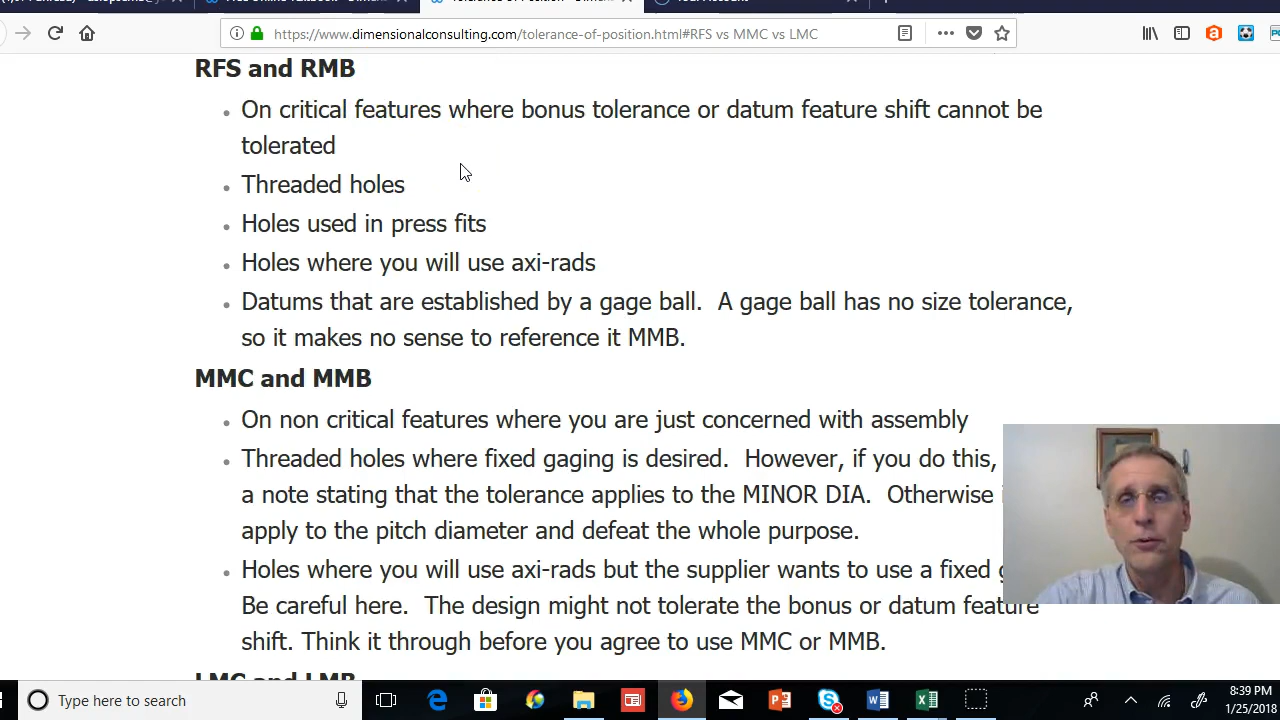 https://www.dimensionalconsulting.com/tolerance-of-position.html#RFS vs MMC vs LMC
RFS and RMB
On critical features where bonus tolerance or datum feature shift cannot be
tolerated
Threaded holes
Holes used in press fits
Holes where you will use axi-rads
Datums that are established by a gage ball. A gage ball has no size tolerance,
so it makes no sense to reference it MMB.
MMC and MMB
On non critical features where you are just concerned with assembly
Threaded holes where fixed gaging is desired. However, if you do this,
a note stating that the tolerance applies to the MINOR DIA. Otherwise
apply to the pitch diameter and defeat the whole purpose.
Holes where you will use axi-rads but the supplier wants to use a fixed
Be careful here. The design might not tolerate the bonus or datum feature
shift. Think it through before you agree to use MMC or MMB.
LMC and LMB
Type here to search
8:39 PM
1/25/2018